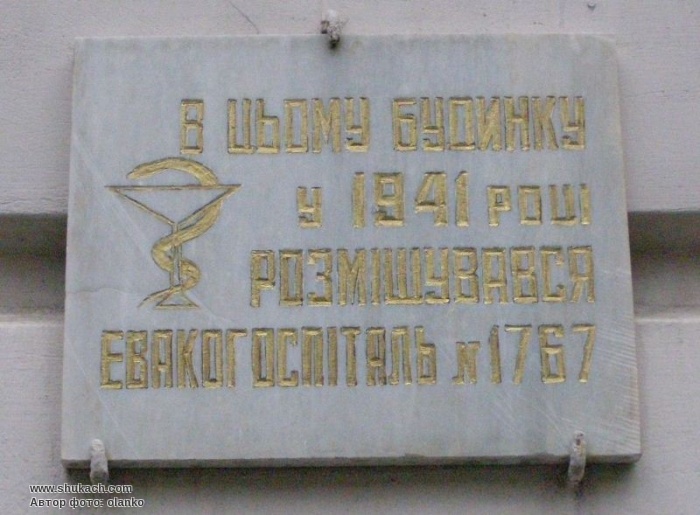 В ЦЬОМУ БУДИНКУ
У 1941 РОЦІ
РОЗМІЩУВАВСЯ
ЕВАКОГОСПІТАЛЬ № 1767
www.shukach.com
Автор фото: olanko